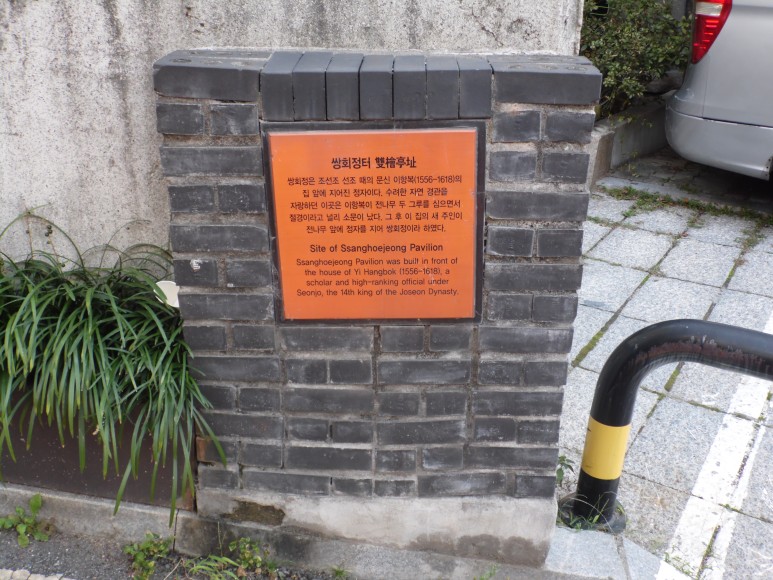 쌍회정터 雙檜亭址
쌍회정은 조선조 선조 때의 문신 이항복(1556-1618)의
집 앞에 지어진 정자이다. 수려한 자연 경관을
자랑하던 이곳은 이항복이 전나무 두 그루를 심으면서
절경이라고 널리 소문이 났다. 그 후 이 집의 새 주인이
전나무 앞에 정자를 지어 쌍회정이라 하였다.
Site of Ssanghoejeong Pavilion
Ssanghoejeong Pavilion was built in front of
the house of Yi Hangbok (1556-1618), a
scholar and high-ranking official under
Seonjo, the 14th king of the Joseon Dynasty.